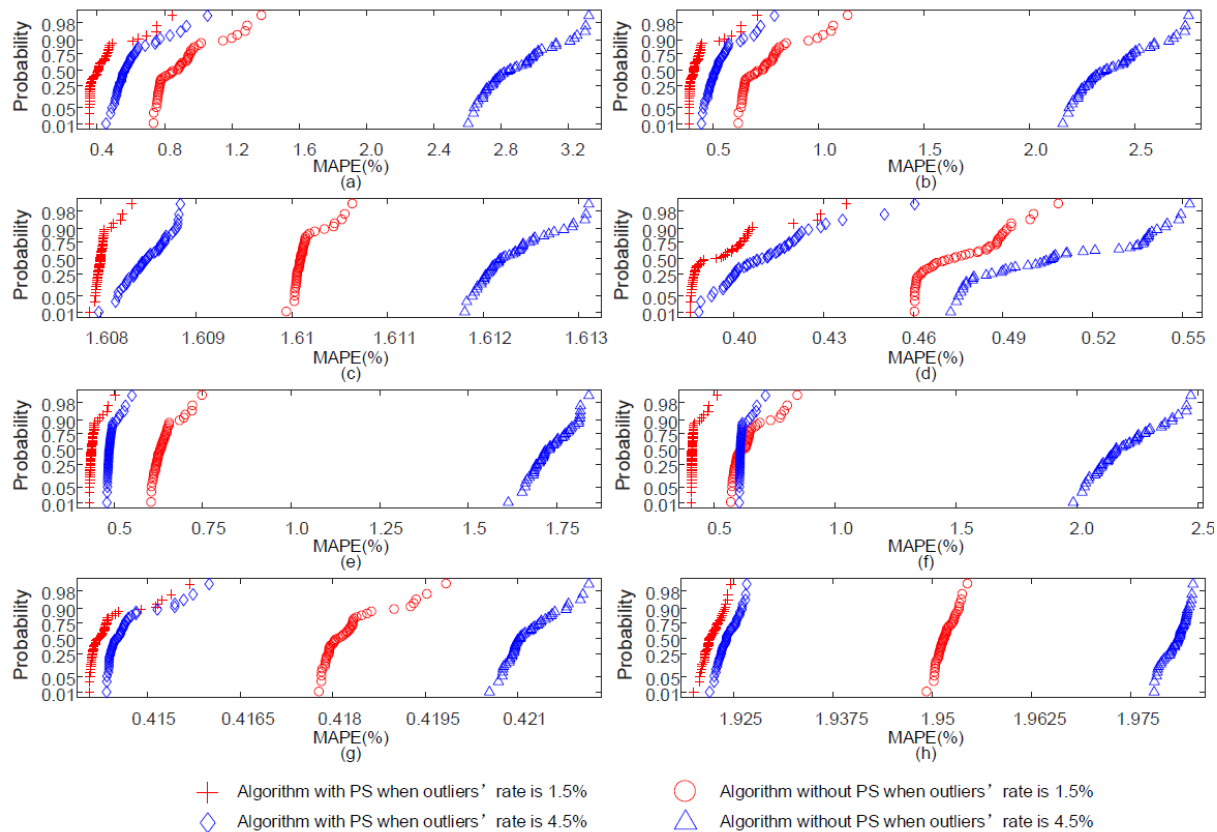 Probability
0.98
0.90
0.75
0.50
0.25
0.05
0.01
0.4 0.8 1.2 1.6 2 2.4 2.8 3.2
MAPE(%)
(a)
Probability
0.98
0.90
0.75
0.50
0.25
0.05
0.01
0.5 1.0 1.5 2.0 2.5
MAPE(%)
(b)
Probability
0.98
0.90
0.75
0.50
0.25
0.05
0.01
1.608 1.609 1.61 1.611 1.612 1.613
MAPE(%)
(c)
Probability
0.98
0.90
0.75
0.50
0.25
0.05
0.01
0.40 0.43 0.46 0.49 0.52 0.55
MAPE(%)
(d)
Probability
0.98
0.90
0.75
0.50
0.25
0.05
0.01
0.5 0.75 1.0 1.25 1.5 1.75
MAPE(%)
(e)
Probability
0.98
0.90
0.75
0.50
0.25
0.05
0.01
0.5 1.0 1.5 2.0 2.5
MAPE(%)
(f)
Probability
0.98
0.90
0.75
0.50
0.25
0.05
0.01
0.415 0.4165 0.418 0.4195 0.421
MAPE(%)
(g)
Probability
0.98
0.90
0.75
0.50
0.25
0.05
0.01
1.925 1.9375 1.95 1.9625 1.975
MAPE(%)
(h)
Algorithm with PS when outliers’ rate is 1.5%
Algorithm without PS when outliers’ rate is 1.5%
Algorithm with PS when outliers’ rate is 4.5%
Algorithm without PS when outliers’ rate is 4.5%